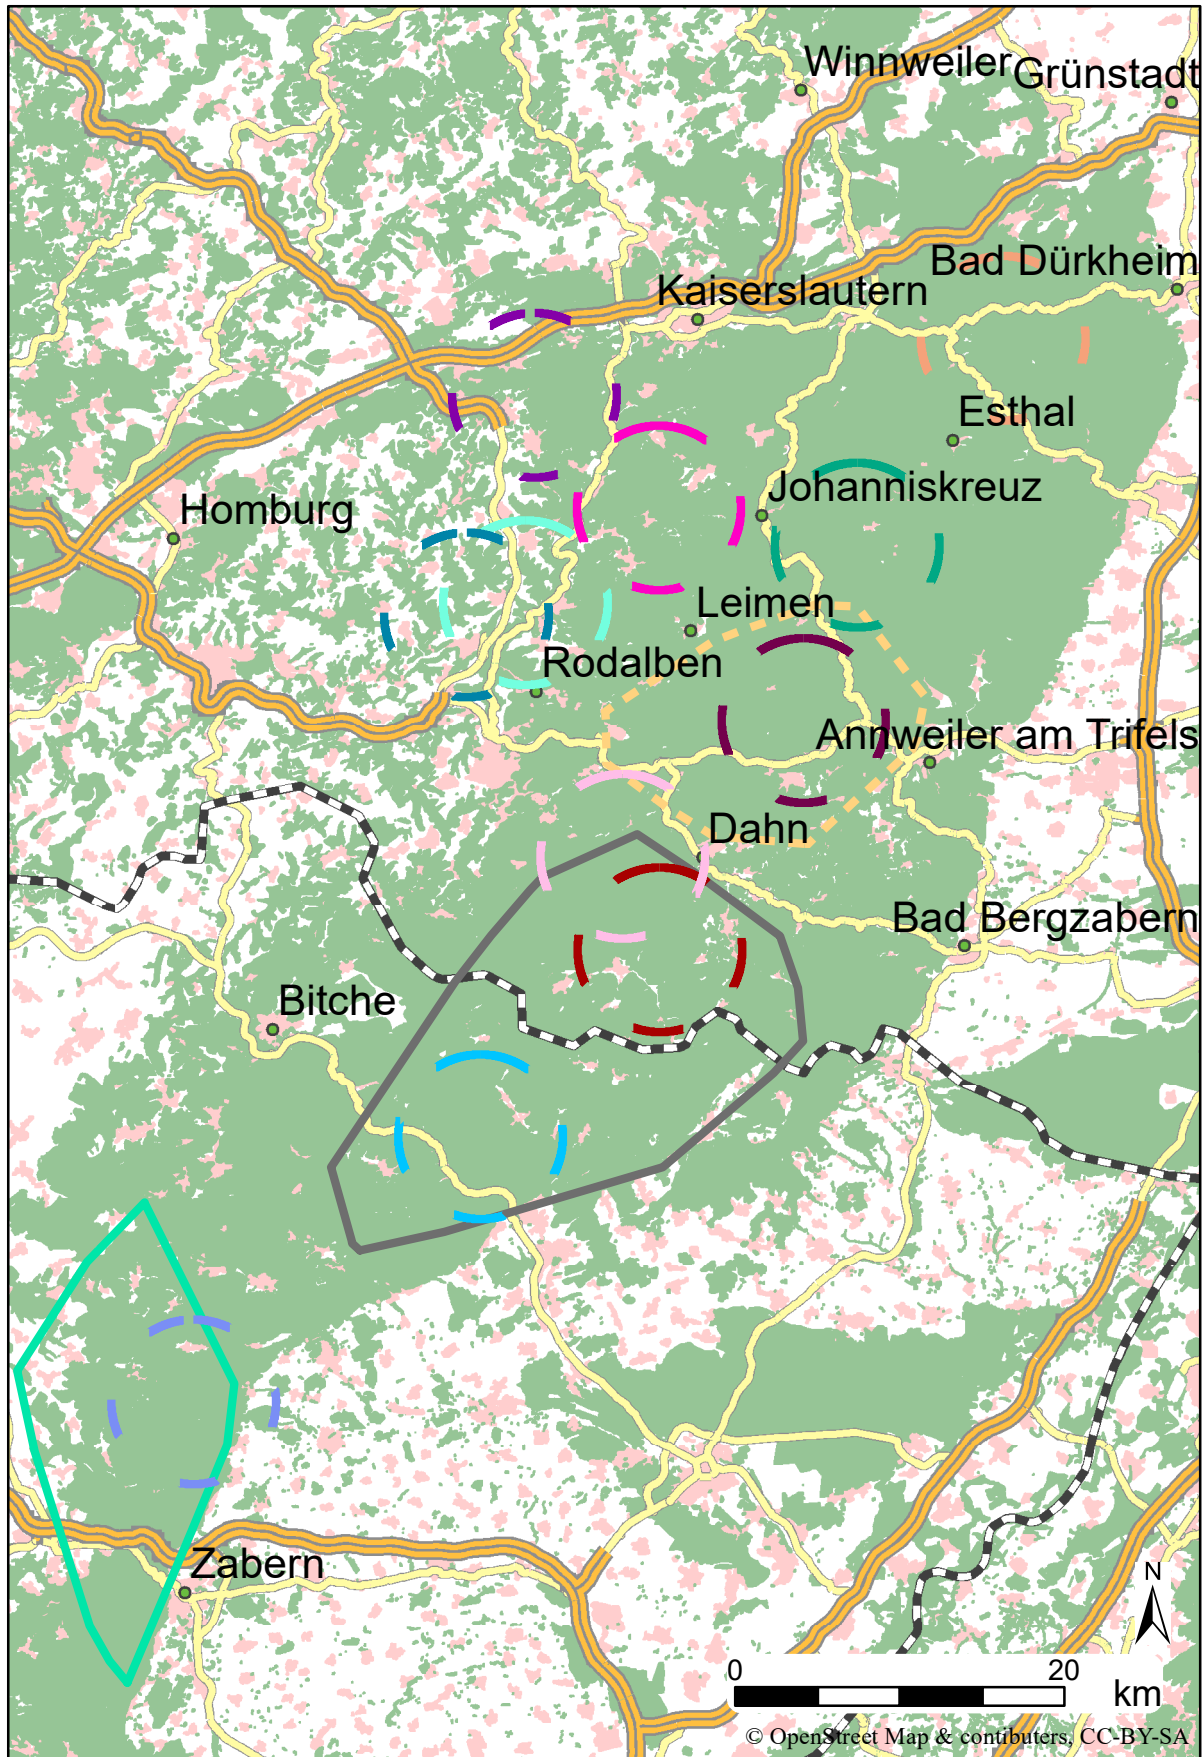 Winnweiler
Grünstadt
Bad Dürkheim
Kaiserslautern
Esthal
Johanniskreuz
Homburg
Leimen
Rodalben
Annweiler am Trifels
Dahn
Bad Bergzabern
Bitche
Zabern
N
0 20
km
© OpenStreet Map & contibuters, CC-BY-SA